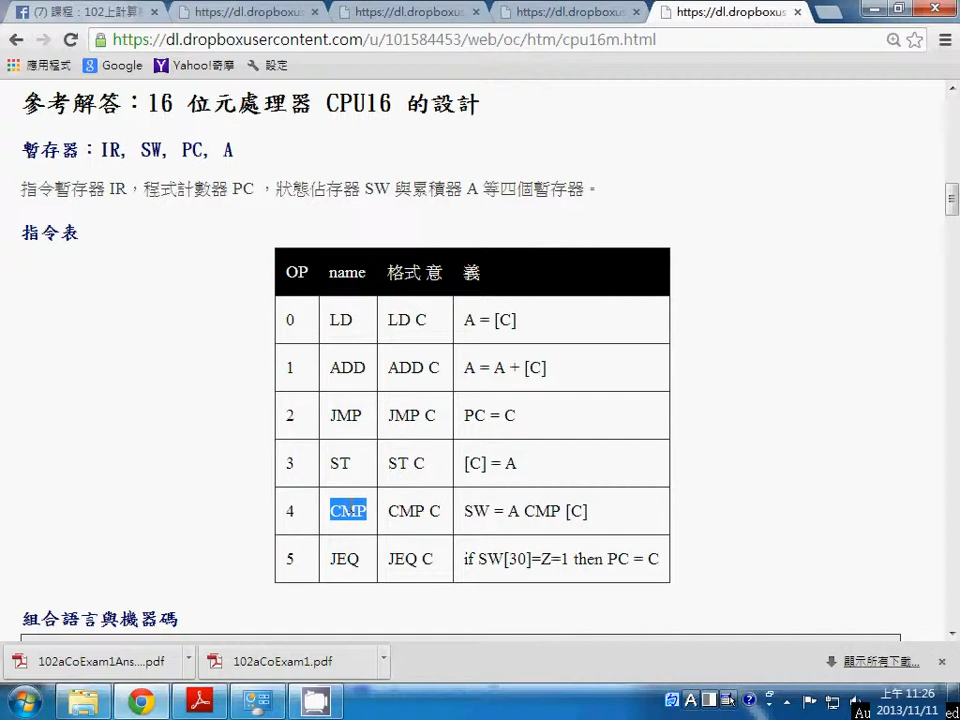 (7) 課程：102上計算
https://dl.dropboxus
https://dl.dropboxus
https://dl.dropboxus
https://dl.dropboxus
https://dl.dropboxusercontent.com/u/101584453/web/oc/htm/cpu16m.html
應用程式 Google Yahoo!奇摩 設定
參考解答：16 位元處理器 CPU16 的設計
暫存器：IR, SW, PC, A
指令暫存器 IR，程式計數器 PC ，狀態佔存器 SW 與累積器 A 等四個暫存器。
指令表
OP name 格式 意 義
0 LD LD C A = [C]
1 ADD ADD C A = A + [C]
2 JMP JMP C PC = C
3 ST ST C [C] = A
4 CMP CMP C SW = A CMP [C]
5 JEQ JEQ C if SW[30]=Z=1 then PC = C
組合語言與機器碼
102aCoExam1Ans....pdf 102aCoExam1.pdf 顯示所有下載...
上午 11:26
2013/11/11